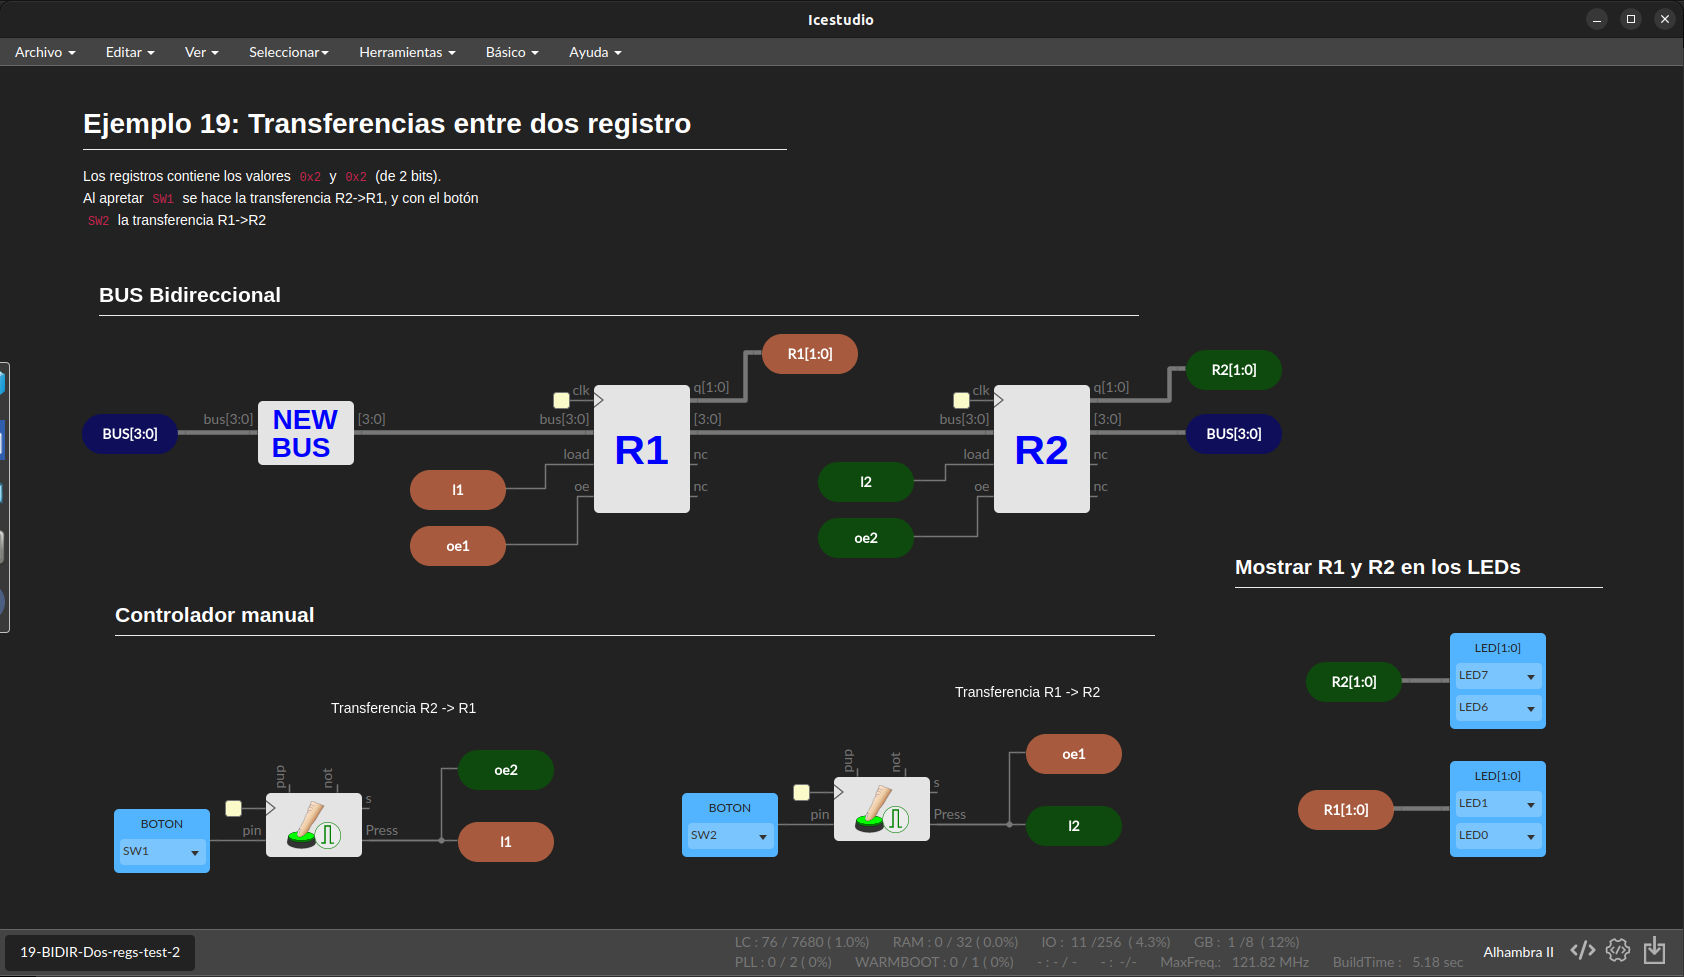 Icestudio
Archivo Editar Ver Seleccionar Herramientas Básico Ayuda
Ejemplo 19: Transferencias entre dos registro
Los registros contiene los valores 0x2 y 0x2 (de 2 bits).
Al apretar SW1 se hace la transferencia R2->R1, y con el botón
SW2 la transferencia R1->R2
BUS Bidireccional
BUS[3:0]
bus[3:0]
NEW
BUS
[3:0]
clk
bus[3:0]
load
oe
R1
q[1:0]
[3:0]
nc
nc
R1[1:0]
l1
oe1
clk
bus[3:0]
load
oe
R2
q[1:0]
[3:0]
nc
nc
R2[1:0]
BUS[3:0]
l2
oe2
Controlador manual
Transferencia R2 -> R1
BOTON
SW1
pin
pup
not
s
Press
oe2
l1
Transferencia R1 -> R2
BOTON
SW2
pin
pup
not
s
Press
oe1
l2
Mostrar R1 y R2 en los LEDs
R2[1:0]
LED[1:0]
LED7
LED6
R1[1:0]
LED[1:0]
LED1
LED0
19-BIDIR-Dos-regs-test-2
LC : 76 / 7680 ( 1.0%) RAM : 0 / 32 ( 0.0%) IO : 11 /256 ( 4.3%) GB : 1 /8 ( 12%)
PLL : 0 / 2 ( 0%) WARMBOOT : 0 / 1 ( 0%) - : - / - - : -/- MaxFreq.: 121.82 MHz BuildTime : 5.18 sec
Alhambra II